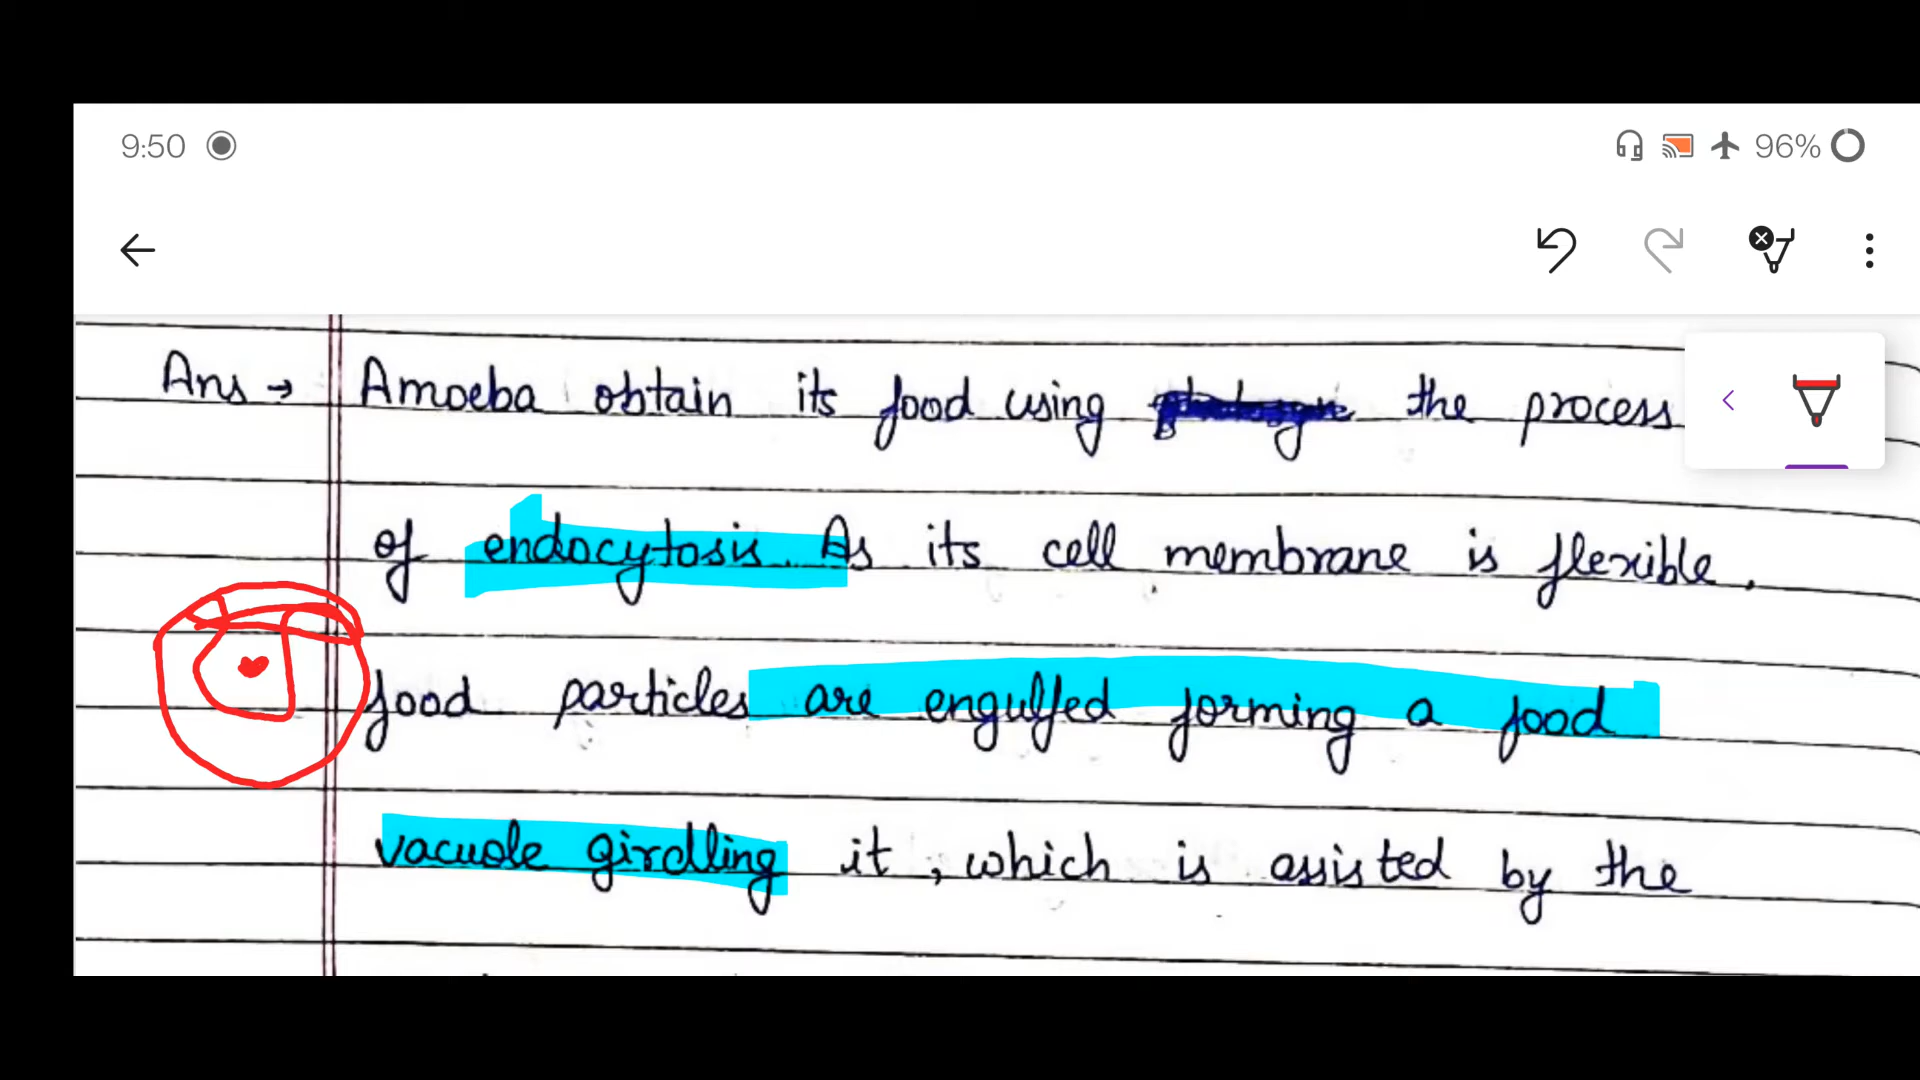 9:50 96%
Ans → Amoeba obtain its food using the process
of endocytosis. As its cell membrane is flexible,
food particles are engulfed forming a food
vacuole girdling it, which is assisted by the